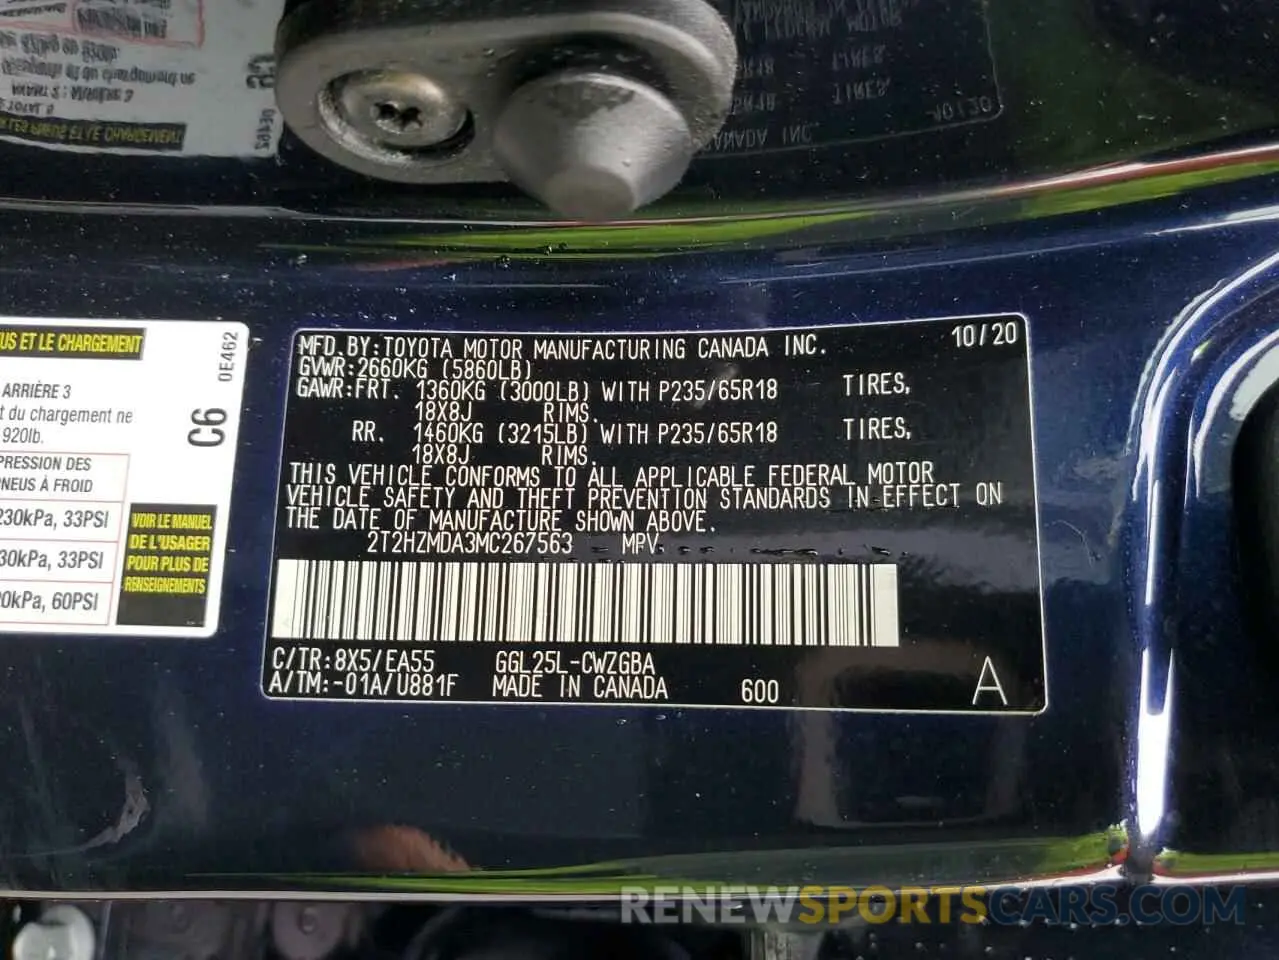 US ET LE CHARGEMENT
0E462
ARRIÈRE 3
t du chargement ne
920lb.
C6
PRESSION DES
PNEUS À FROID
230kPa, 33PSI
30kPa, 33PSI
0kPa, 60PSI
VOIR LE MANUEL
DE L'USAGER
POUR PLUS DE
RENSEIGNEMENTS
MFD.BY:TOYOTA MOTOR MANUFACTURING CANADA INC. 10/20
GVWR:2660KG (5860LB)
GAWR:FRT. 1360KG (3000LB) WITH P235/65R18 TIRES,
18X8J RIMS.
RR. 1460KG (3215LB) WITH P235/65R18 TIRES,
18X8J RIMS
THIS VEHICLE CONFORMS TO ALL APPLICABLE FEDERAL MOTOR
VEHICLE SAFETY AND THEFT PREVENTION STANDARDS IN EFFECT ON
THE DATE OF MANUFACTURE SHOWN ABOVE.
2T2HZMDA3MC267563 MPV
C/TR:8X5/EA55 GGL25L-CWZGBA
A/TM:-01A/U881F MADE IN CANADA 600 A
RENEWSPORTSCARS.COM